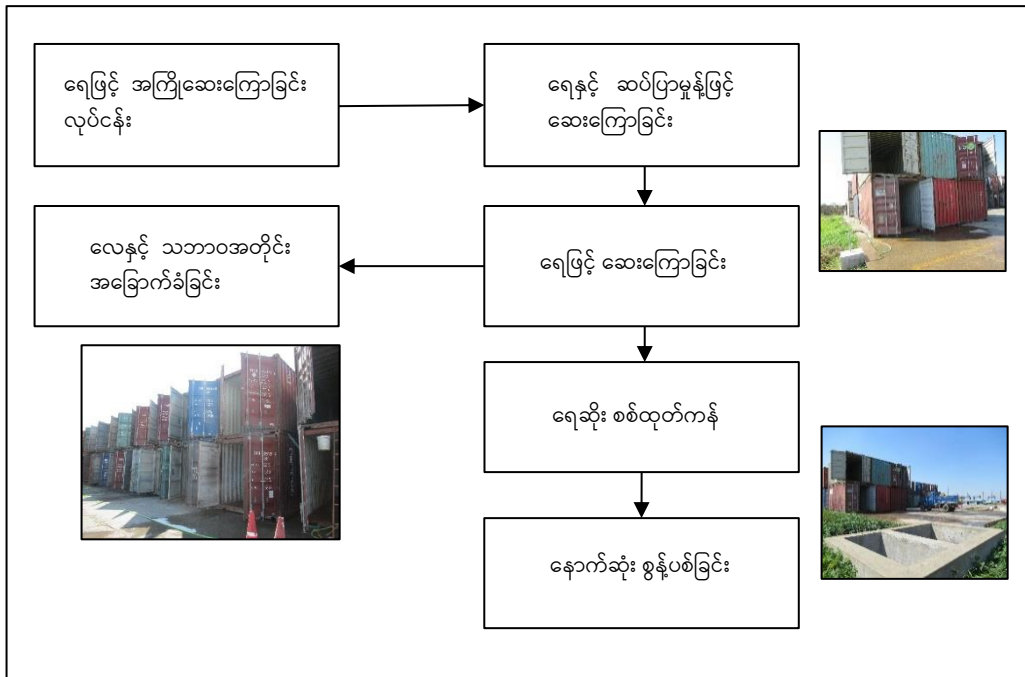 ရေဖြင့် အကြိုဆေးကြောခြင်း
လုပ်ငန်း
ရေနှင့် ဆပ်ပြာမှုန့်ဖြင့်
ဆေးကြောခြင်း
ရေဖြင့် ဆေးကြောခြင်း
လေနှင့် သဘာဝအတိုင်း
အခြောက်ခံခြင်း
ရေဆိုး စစ်ထုတ်ကန်
နောက်ဆုံး စွန့်ပစ်ခြင်း